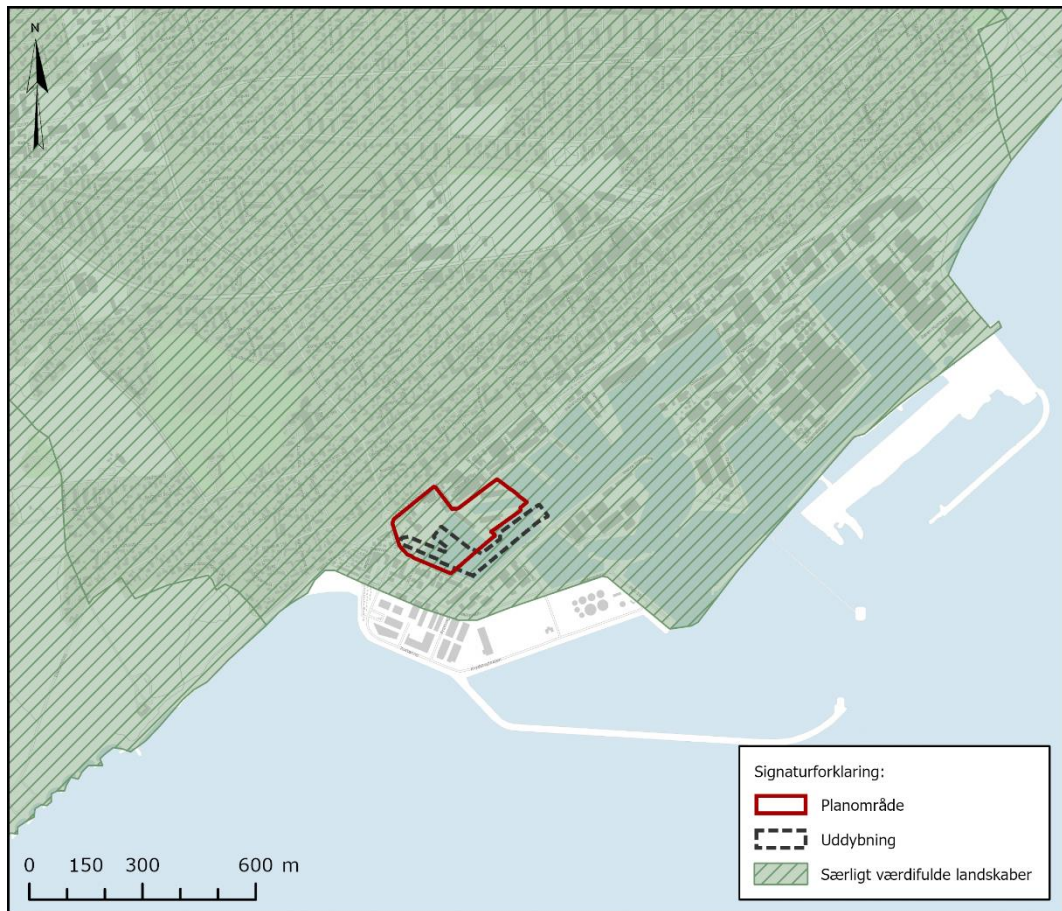 N
Signaturforklaring:
Planområde
Uddybning
Særligt værdifulde landskaber
0 150 300 600 m